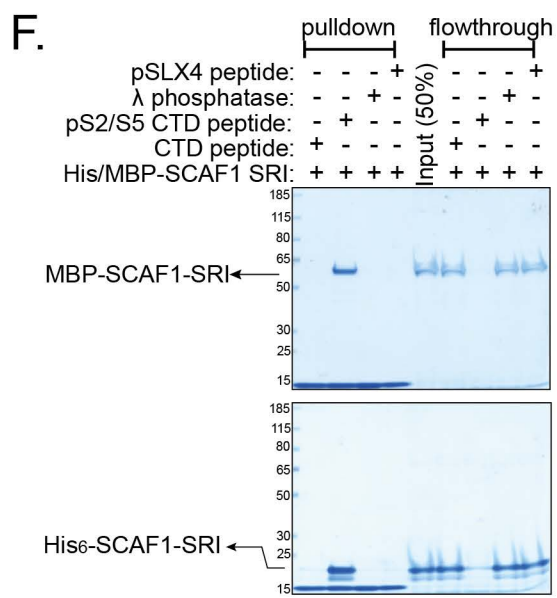 F.
pulldown flowthrough
pSLX4 peptide: - - - + Input (50%) - - - +
λ phosphatase: - - + - - - + -
pS2/S5 CTD peptide: - + - - - + - -
CTD peptide: + - - - + - - -
His/MBP-SCAF1 SRI: + + + + + + + +
185
115
80
65
MBP-SCAF1-SRI
50
30
25
15
185
115
80
65
50
30
His6-SCAF1-SRI
25
15